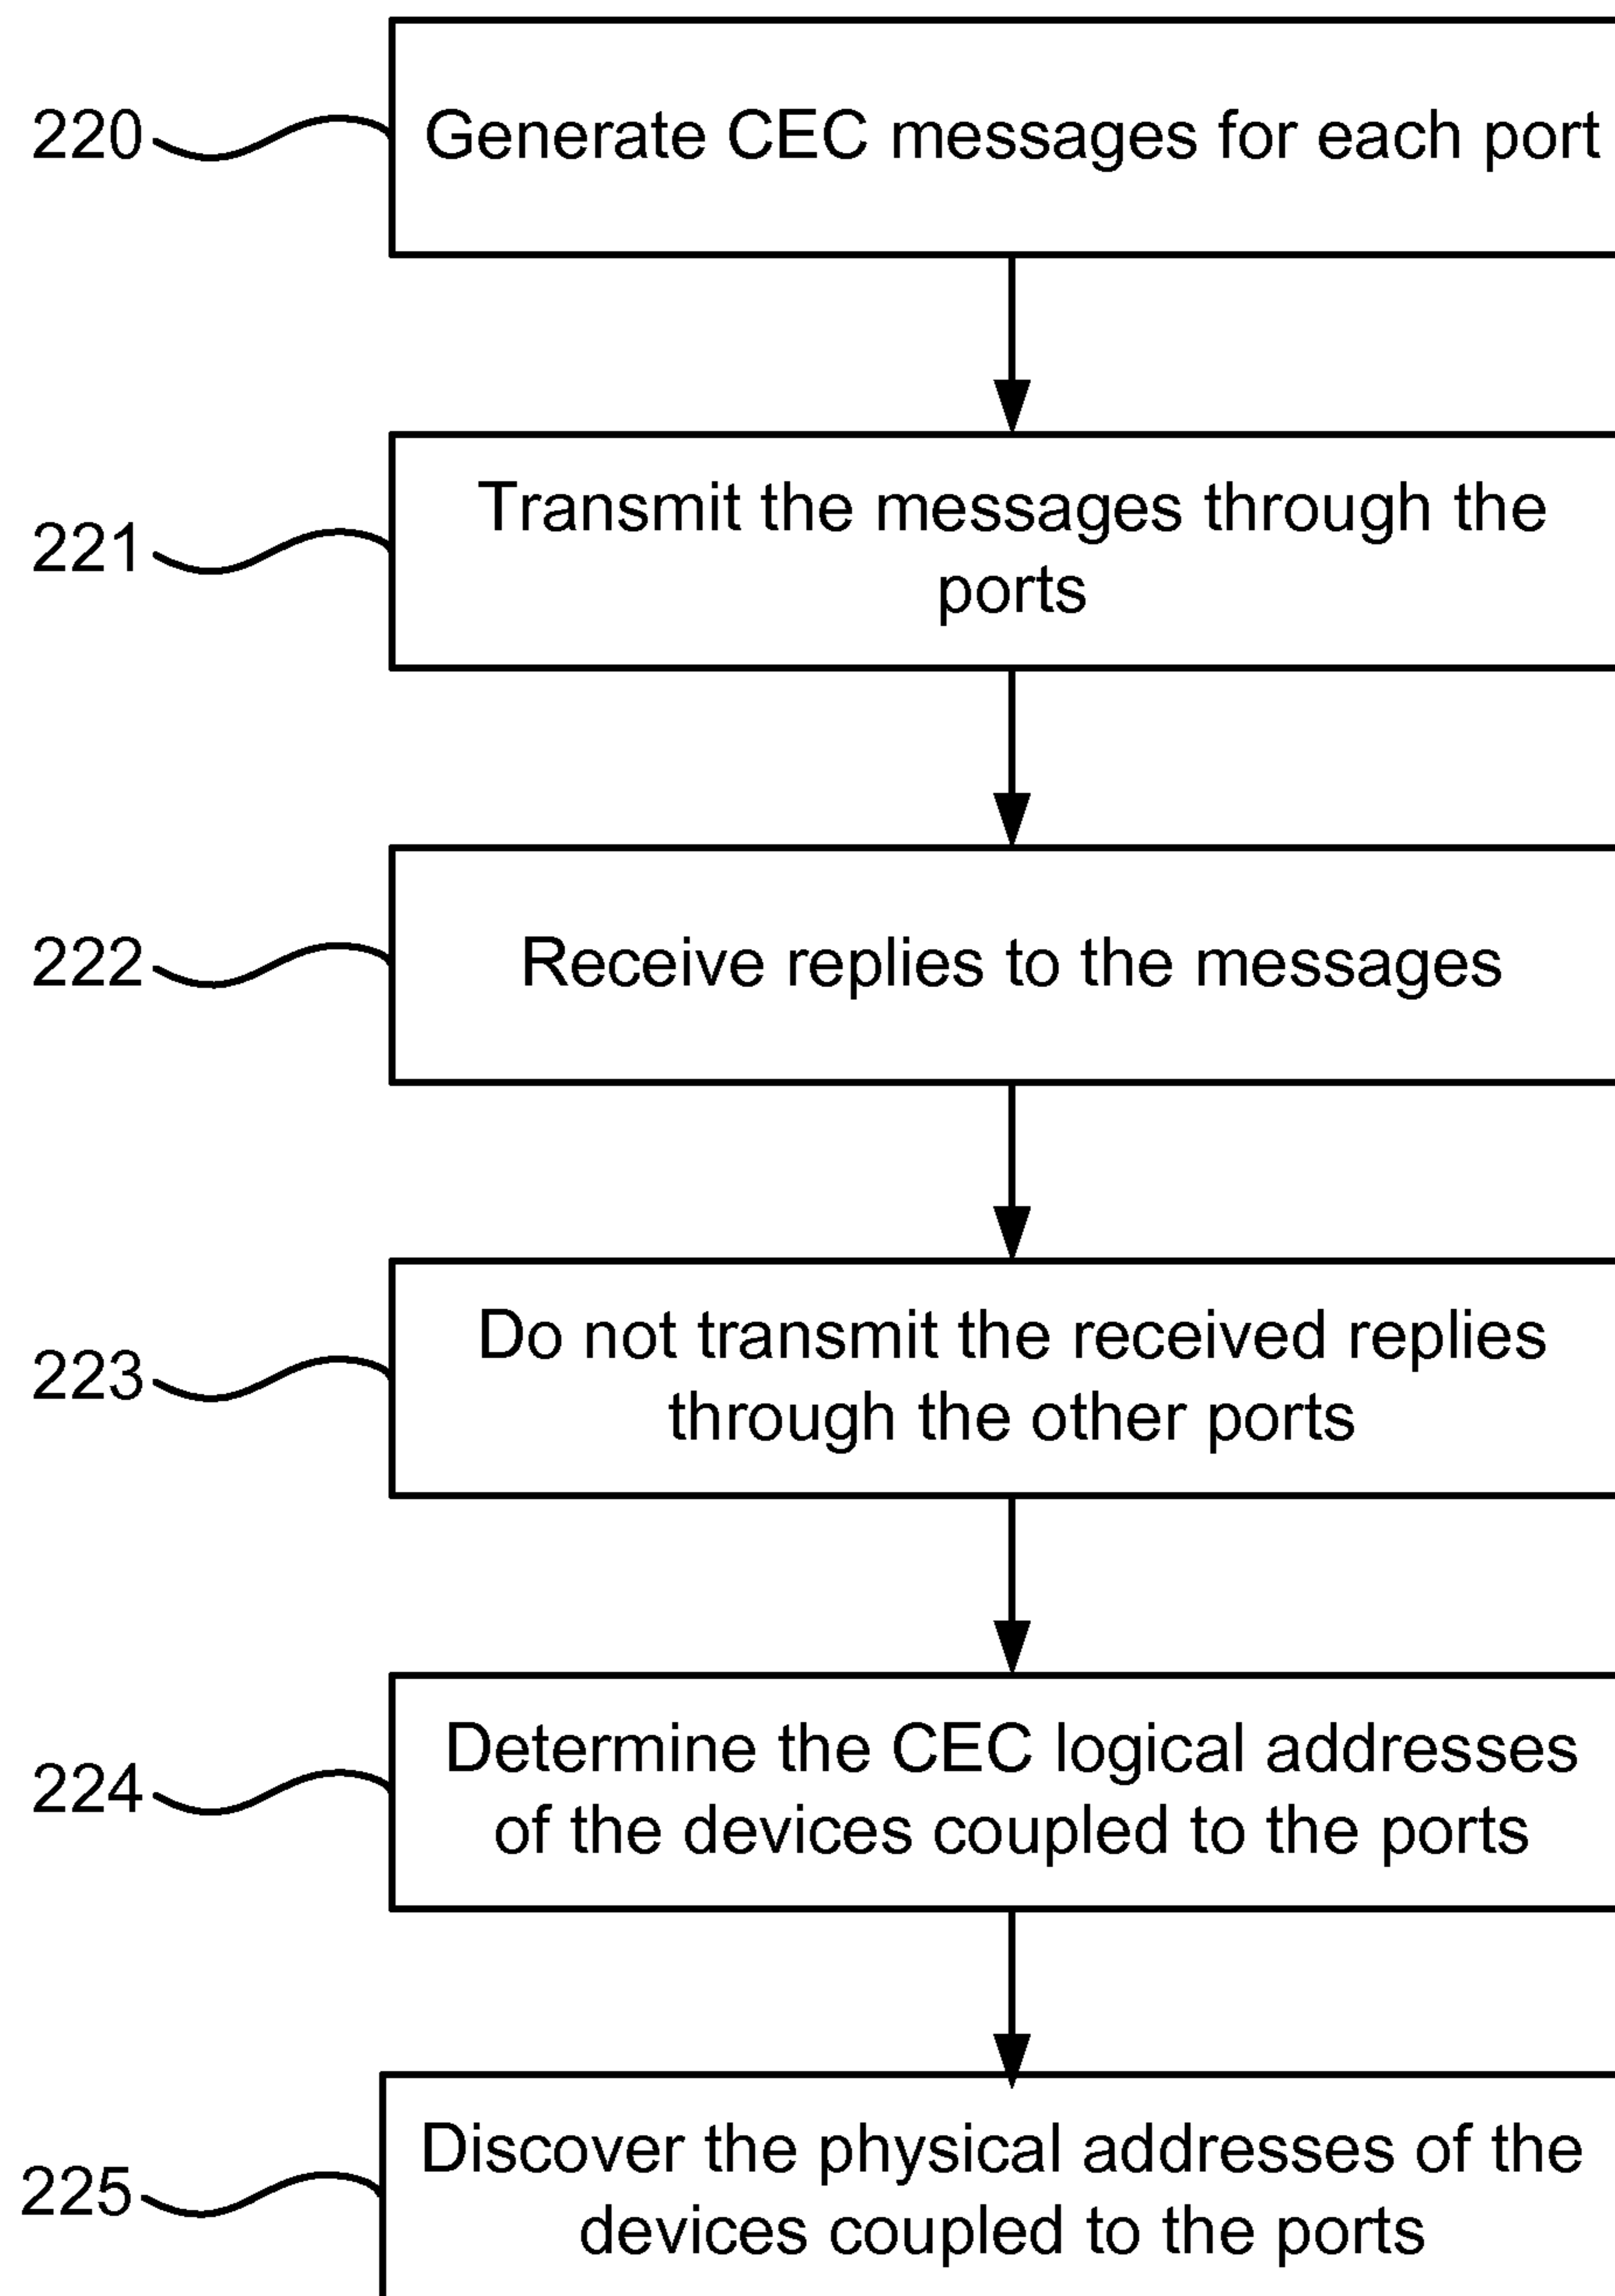 220
Generate CEC messages for each port
221
Transmit the messages through the
ports
222
Receive replies to the messages
223
Do not transmit the received replies
through the other ports
224
Determine the CEC logical addresses
of the devices coupled to the ports
225
Discover the physical addresses of the
devices coupled to the ports